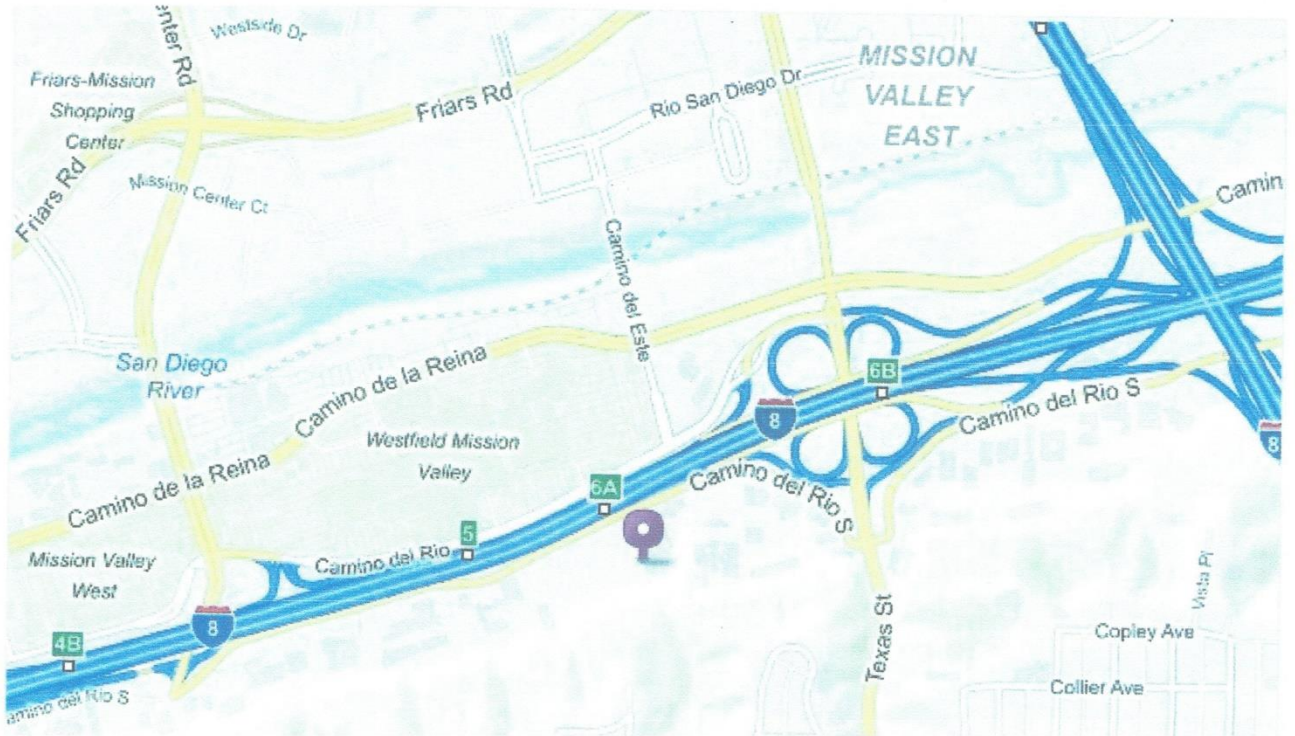 enter Rd
Westside Dr
Friars-Mission
Shopping
Center
Friars Rd
Friars Rd
Rio San Diego Dr
MISSION
VALLEY
EAST
Mission Center Ct
Camin
Camino del Este
San Diego
River
Camino de la Reina
Camino de la Reina
Westfield Mission
Valley
6B
8
Camino del Rio S
8
6A
Camino del Rio S
5
Camino del Rio
Mission Valley
West
8
4B
amino del Rio S
Texas St
Vista Pl
Copley Ave
Collier Ave